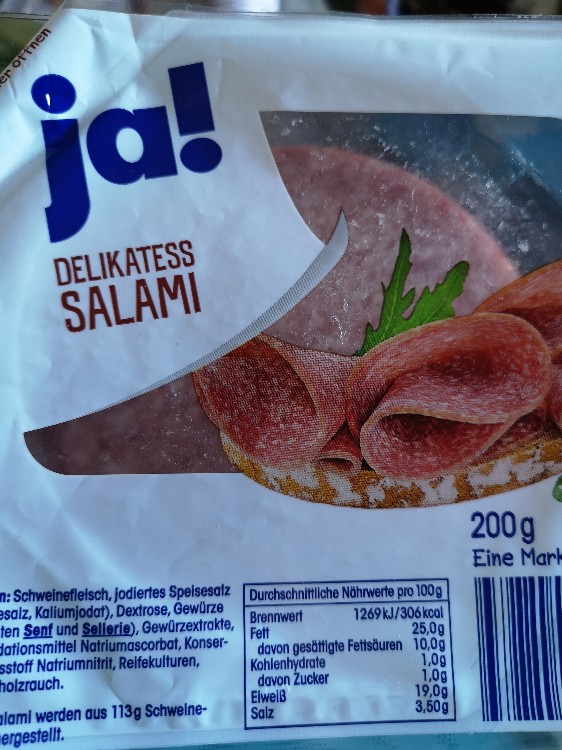 er öffnen
ja!
DELIKATESS
SALAMI
200g
Eine Mark
n: Schweinefleisch, jodiertes Speisesalz
esalz, Kaliumjodat), Dextrose, Gewürze
ten Senf und Sellerie), Gewürzextrakte,
dationsmittel Natriumascorbat, Konser-
sstoff Natriumnitrit, Reifekulturen,
holzrauch.
alami werden aus 113g Schweine-
ergestellt.
Durchschnittliche Nährwerte pro 100g
Brennwert 1269kJ/306kcal
Fett 25,0g
davon gesättigte Fettsäuren 10,0g
Kohlenhydrate 1,0g
davon Zucker 1,0g
Eiweiß 19,0g
Salz 3,50g